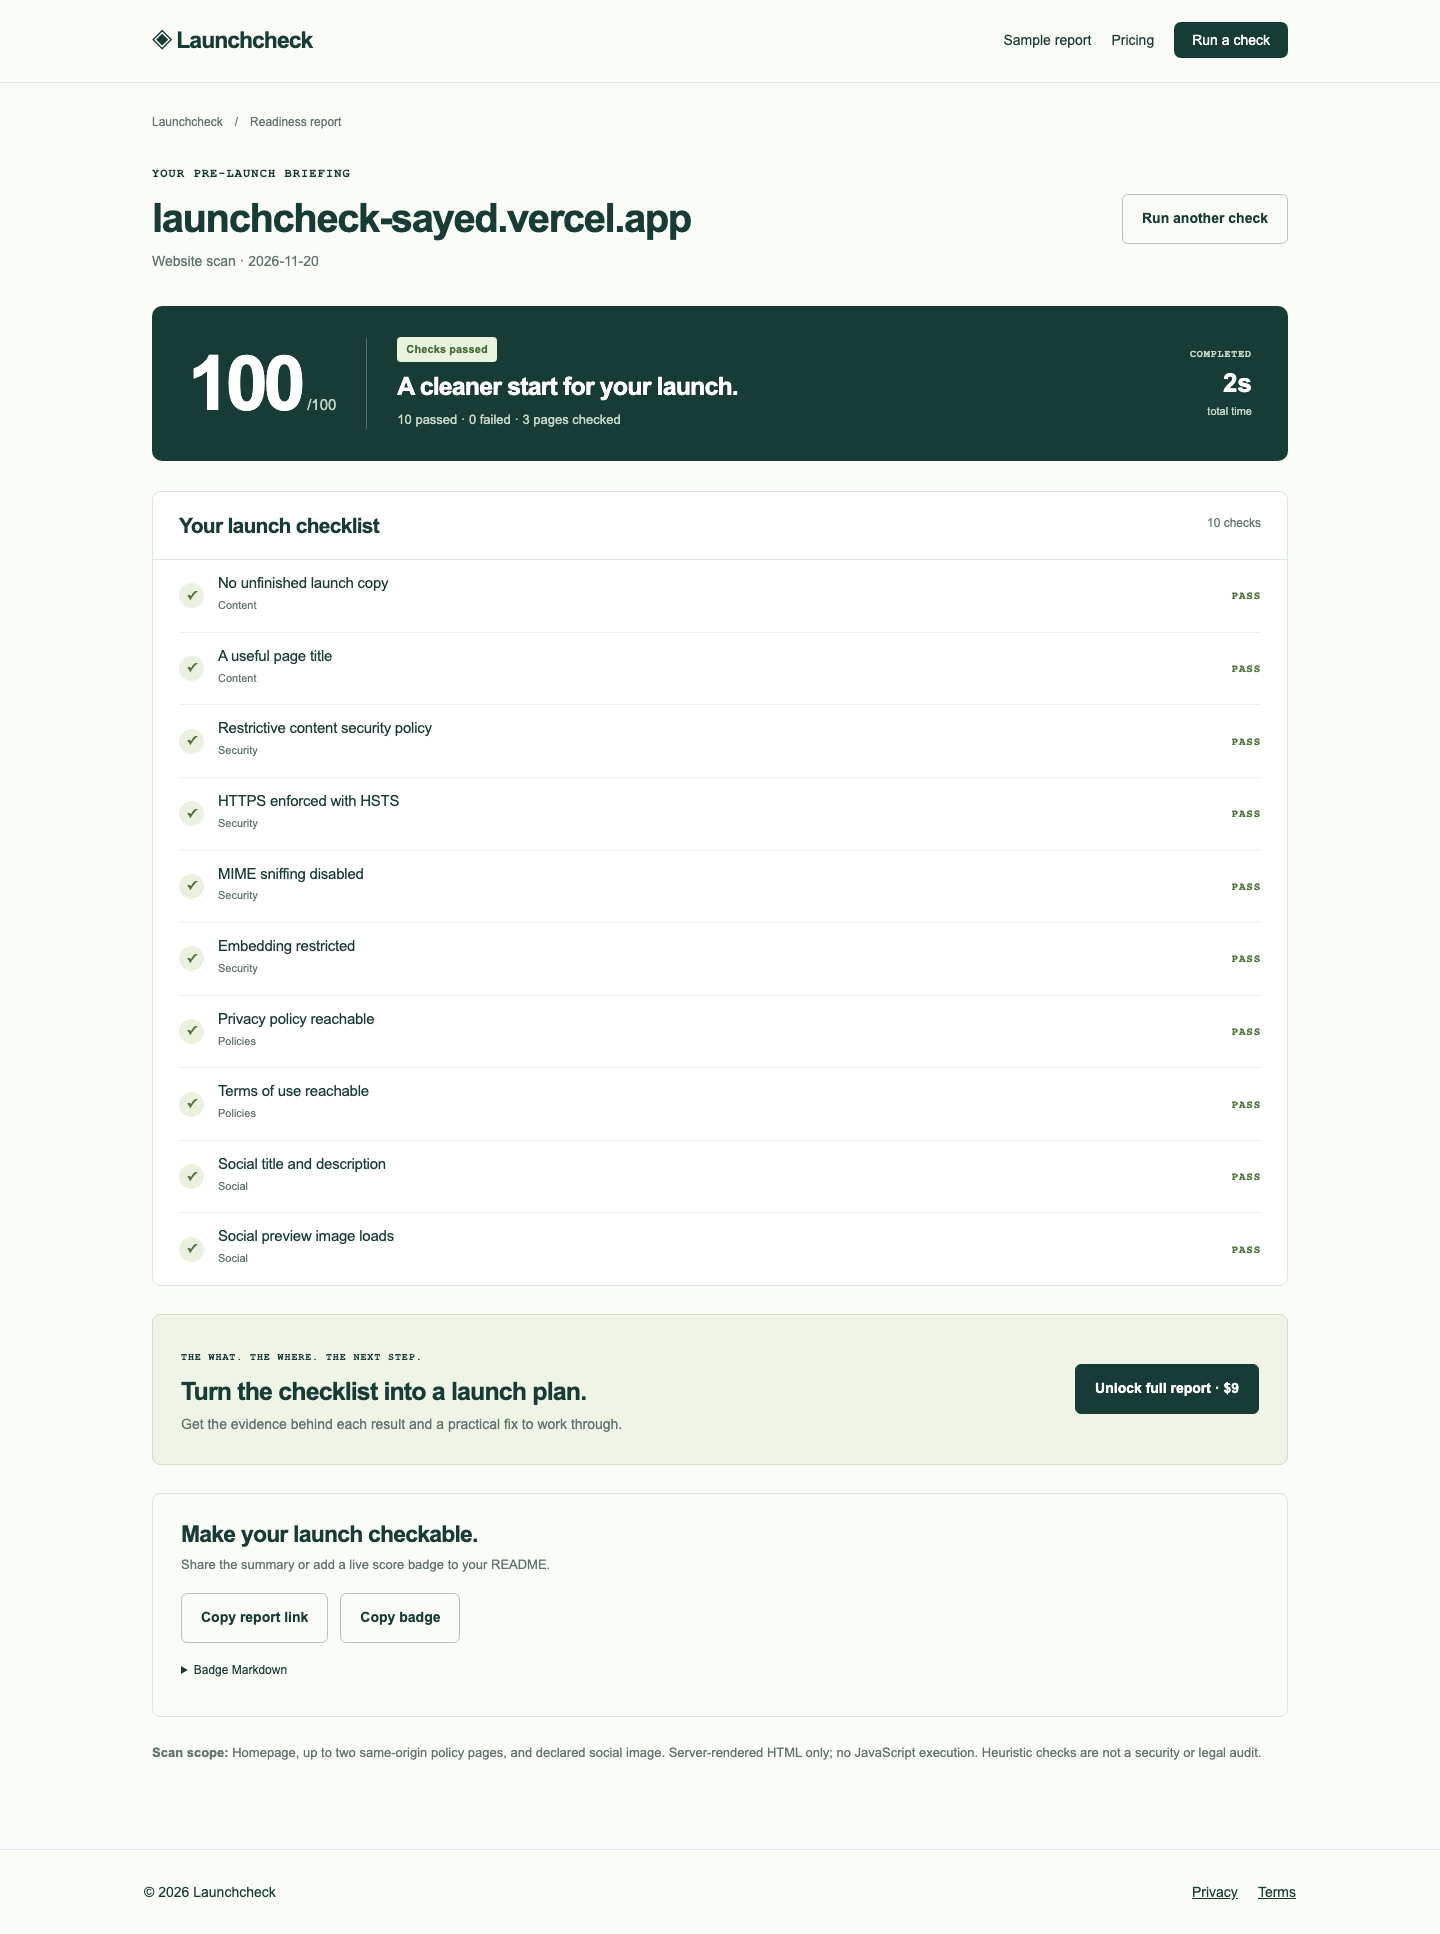 Launchcheck
Sample report
Pricing
Run a check
Launchcheck / Readiness report
YOUR PRE-LAUNCH BRIEFING
launchcheck-sayed.vercel.app
Run another check
Website scan · 2026-11-20
100 /100
Checks passed
A cleaner start for your launch.
10 passed · 0 failed · 3 pages checked
COMPLETED
2s
total time
Your launch checklist
10 checks
No unfinished launch copy
Content
PASS
A useful page title
Content
PASS
Restrictive content security policy
Security
PASS
HTTPS enforced with HSTS
Security
PASS
MIME sniffing disabled
Security
PASS
Embedding restricted
Security
PASS
Privacy policy reachable
Policies
PASS
Terms of use reachable
Policies
PASS
Social title and description
Social
PASS
Social preview image loads
Social
PASS
THE WHAT. THE WHERE. THE NEXT STEP.
Turn the checklist into a launch plan.
Get the evidence behind each result and a practical fix to work through.
Unlock full report · $9
Make your launch checkable.
Share the summary or add a live score badge to your README.
Copy report link
Copy badge
Badge Markdown
Scan scope: Homepage, up to two same-origin policy pages, and declared social image. Server-rendered HTML only; no JavaScript execution. Heuristic checks are not a security or legal audit.
© 2026 Launchcheck
Privacy
Terms